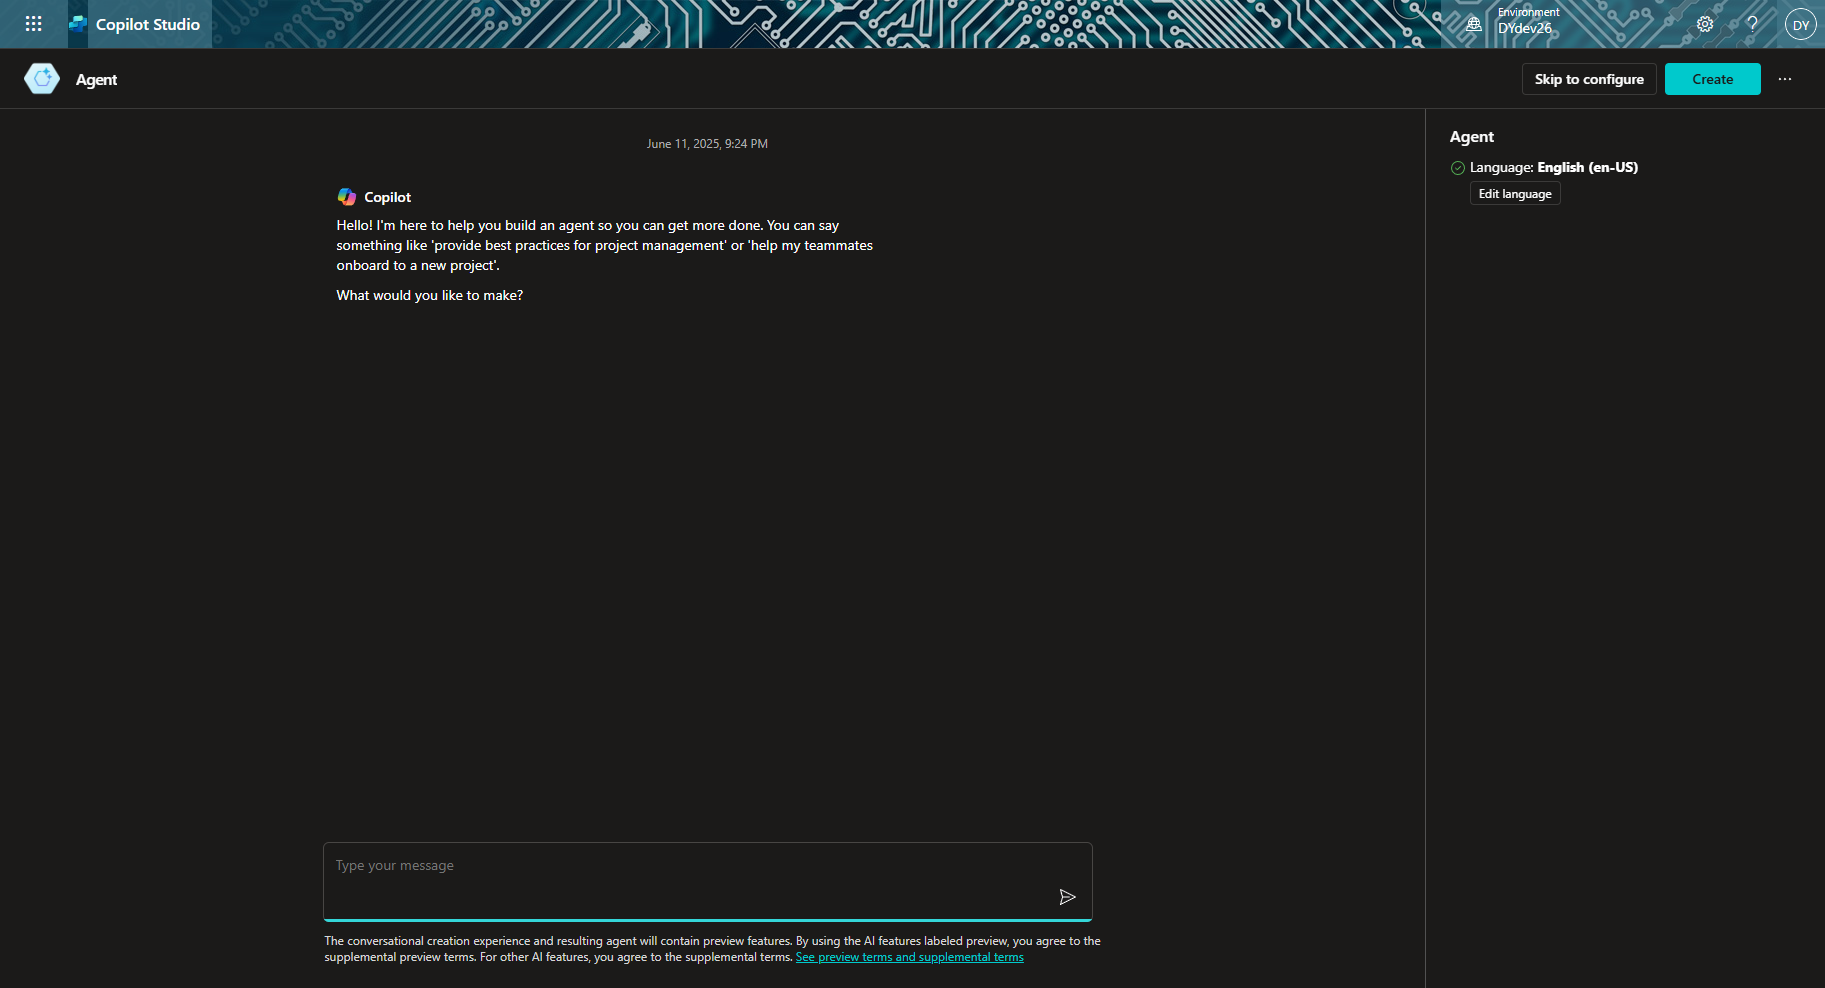 Copilot Studio
Environment
DYdev26
DY
Agent
Skip to configure
Create
June 11, 2025, 9:24 PM
Copilot
Hello! I'm here to help you build an agent so you can get more done. You can say
something like 'provide best practices for project management' or 'help my teammates
onboard to a new project'.
What would you like to make?
Type your message
The conversational creation experience and resulting agent will contain preview features. By using the AI features labeled preview, you agree to the
supplemental preview terms. For other AI features, you agree to the supplemental terms. See preview terms and supplemental terms
Agent
Language: English (en-US)
Edit language